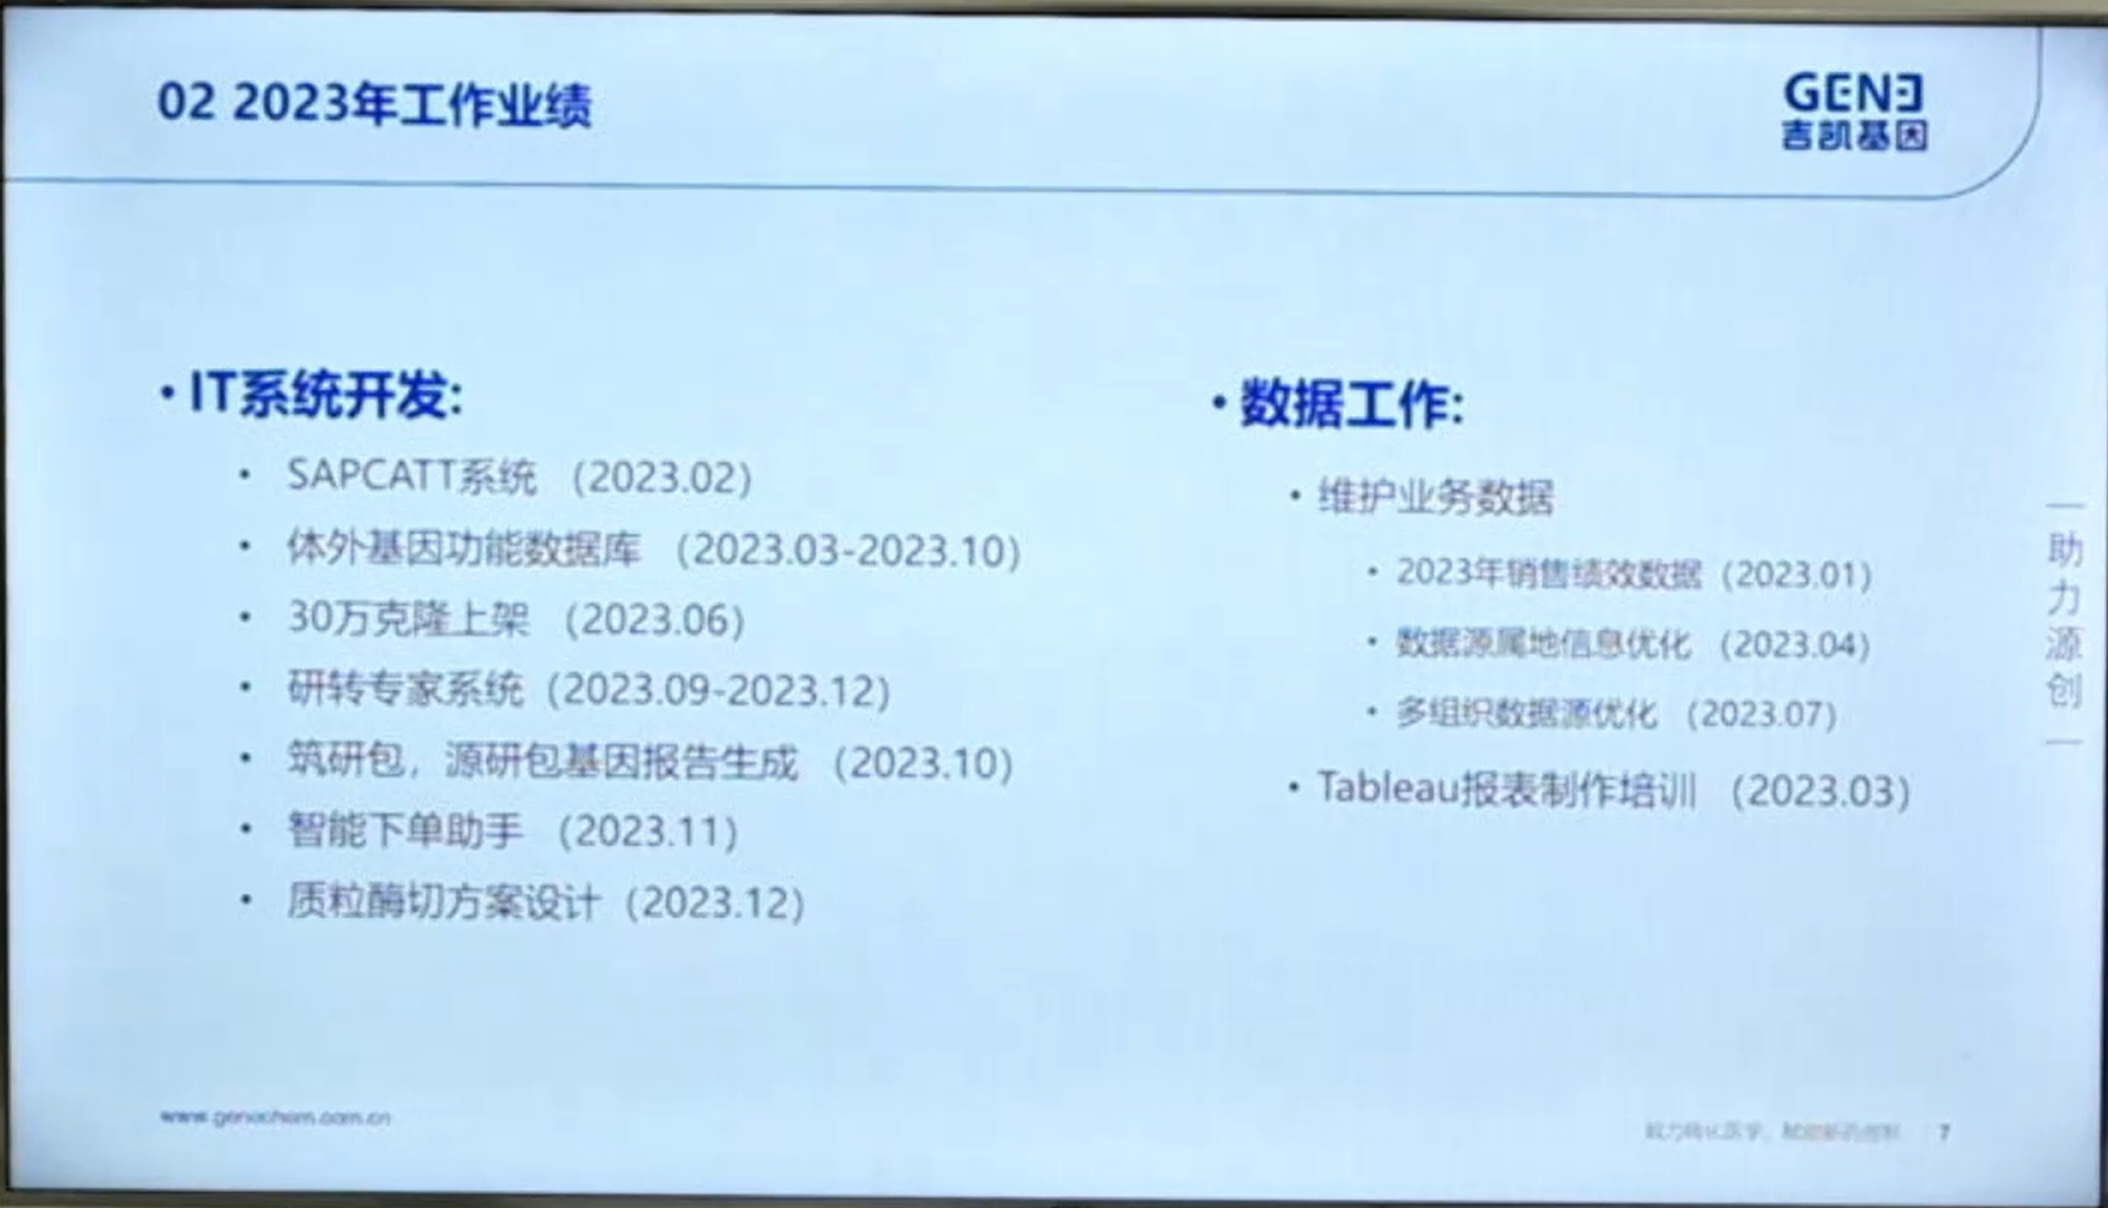 02 2023年工作业绩
GENE
吉凯基因
• IT系统开发:
• SAPCATT系统 （2023.02）
• 体外基因功能数据库 （2023.03-2023.10）
• 30万克隆上架 （2023.06）
• 研转专家系统（2023.09-2023.12）
• 筑研包，源研包基因报告生成 （2023.10）
• 智能下单助手 （2023.11）
• 质粒酶切方案设计（2023.12）
• 数据工作:
• 维护业务数据
• 2023年销售绩效数据（2023.01）
• 数据源属地信息优化 （2023.04）
• 多组织数据源优化 （2023.07）
• Tableau报表制作培训 （2023.03）
助力源创
7